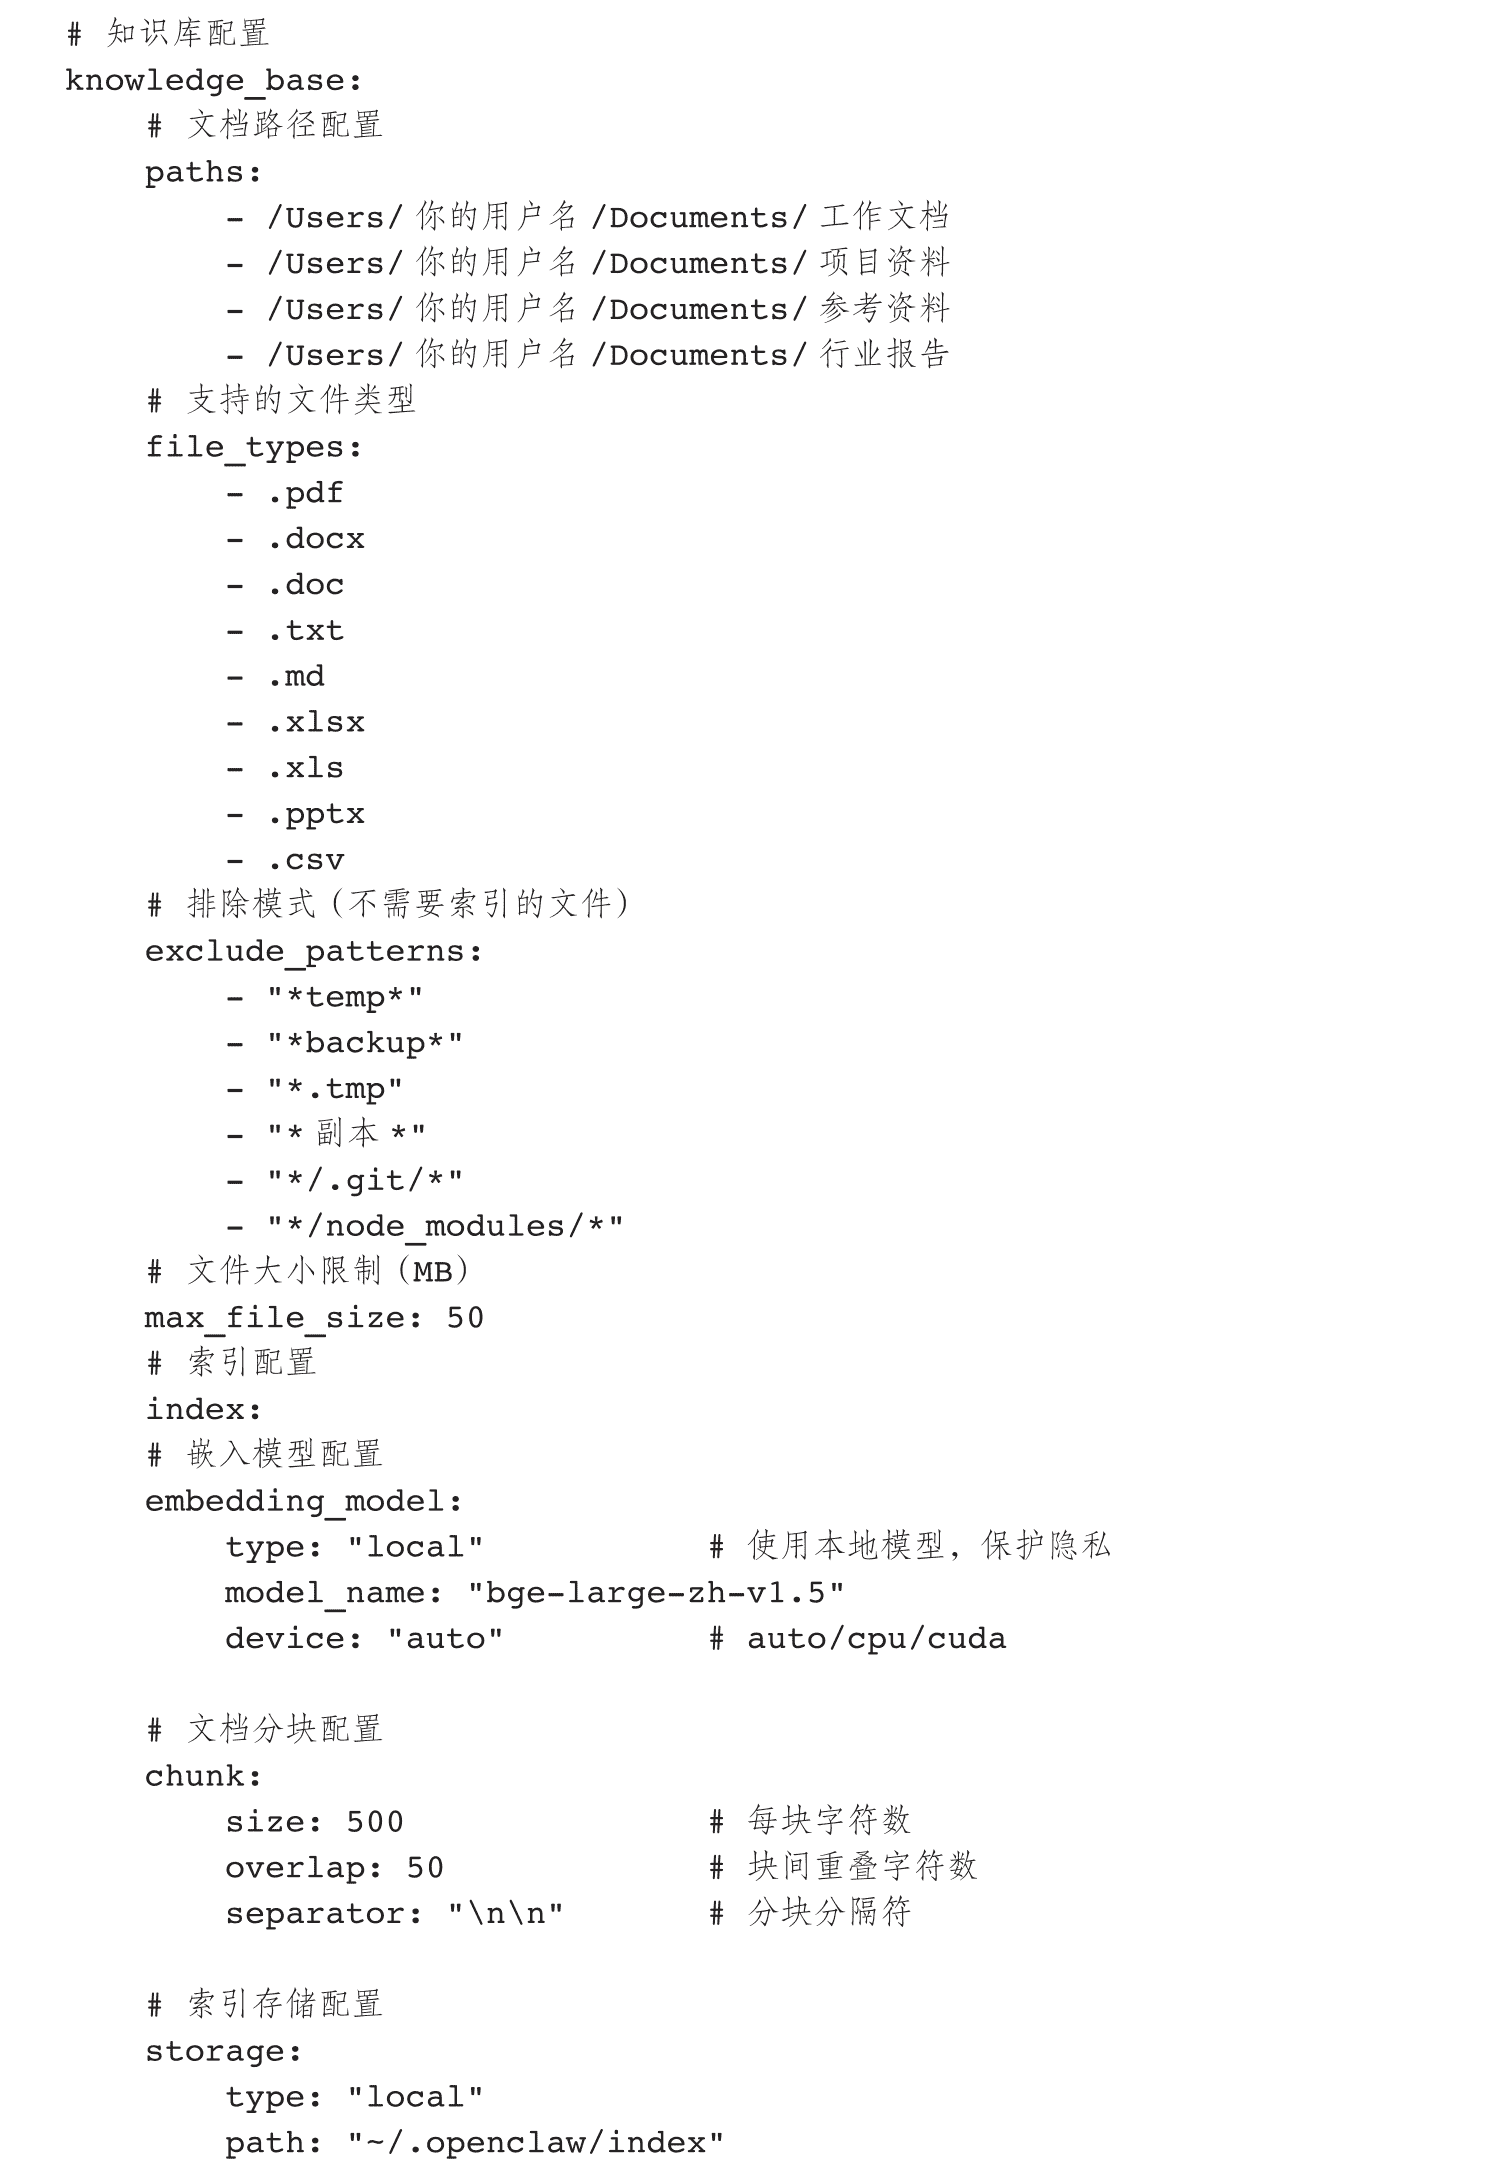 # 知识库配置
knowledge_base:
    # 文档路径配置
    paths:
        - /Users/ 你的用户名 /Documents/ 工作文档
        - /Users/ 你的用户名 /Documents/ 项目资料
        - /Users/ 你的用户名 /Documents/ 参考资料
        - /Users/ 你的用户名 /Documents/ 行业报告
    # 支持的文件类型
    file_types:
        - .pdf
        - .docx
        - .doc
        - .txt
        - .md
        - .xlsx
        - .xls
        - .pptx
        - .csv
    # 排除模式（不需要索引的文件）
    exclude_patterns:
        - "*temp*"
        - "*backup*"
        - "*.tmp"
        - "* 副本 *"
        - "*/.git/*"
        - "*/node_modules/*"
    # 文件大小限制（MB）
    max_file_size: 50
    # 索引配置
    index:
    # 嵌入模型配置
    embedding_model:
        type: "local"           # 使用本地模型，保护隐私
        model_name: "bge-large-zh-v1.5"
        device: "auto"          # auto/cpu/cuda

    # 文档分块配置
    chunk:
        size: 500               # 每块字符数
        overlap: 50             # 块间重叠字符数
        separator: "\n\n"       # 分块分隔符

    # 索引存储配置
    storage:
        type: "local"
        path: "~/.openclaw/index"